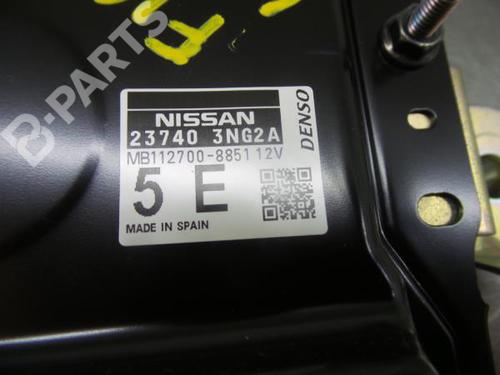 B-PARTS
NISSAN
23740 3NG2A
MB112700-8851 12V
5 E
MADE IN SPAIN
DENSO